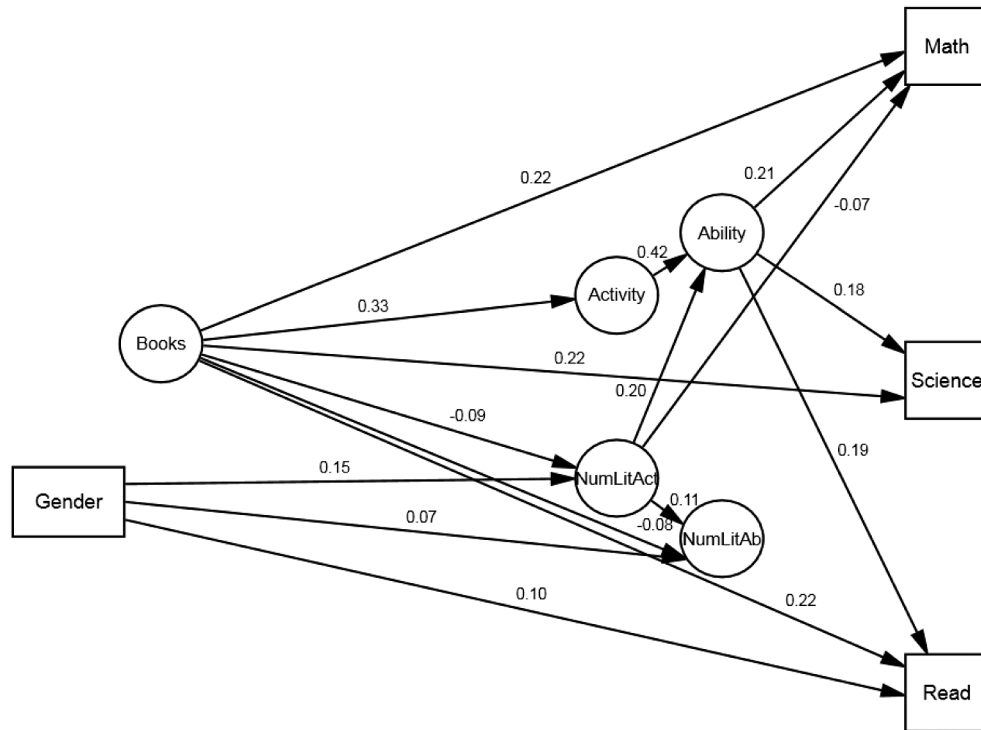 Math
0.22
0.21
-0.07
Ability
0.42
Activity
0.33
0.18
Books
0.22
Science
0.20
-0.09
0.19
0.15
NumLitAct
Gender
0.11
0.07
-0.08
NumLitAb
0.22
0.10
Read